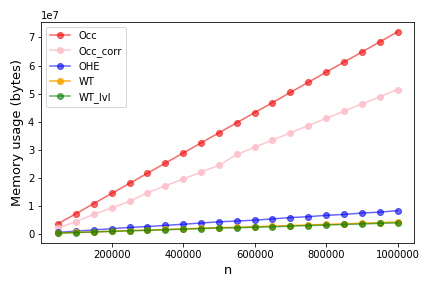 1e7
Occ
Occ_corr
OHE
WT
WT_lvl
7
6
5
4
3
2
1
0
Memory usage (bytes)
200000 400000 600000 800000 1000000
n